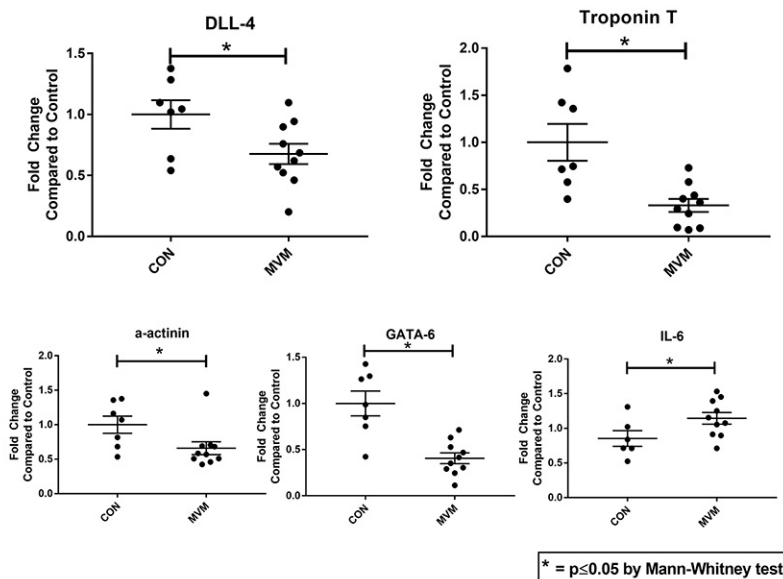 DLL-4
*
Fold Change
Compared to Control
1.5
1.0
0.5
0.0
CON
MVM
Troponin T
*
Fold Change
Compared to Control
2.0
1.5
1.0
0.5
0.0
CON
MVM
a-actinin
*
Fold Change
Compared to Control
2.0
1.5
1.0
0.5
0.0
CON
MVM
GATA-6
*
Fold Change
Compared to Control
1.5
1.0
0.5
0.0
CON
MVM
IL-6
*
Fold Change
Compared to Control
2.0
1.5
1.0
0.5
0.0
CON
MVM
* = p≤0.05 by Mann-Whitney test